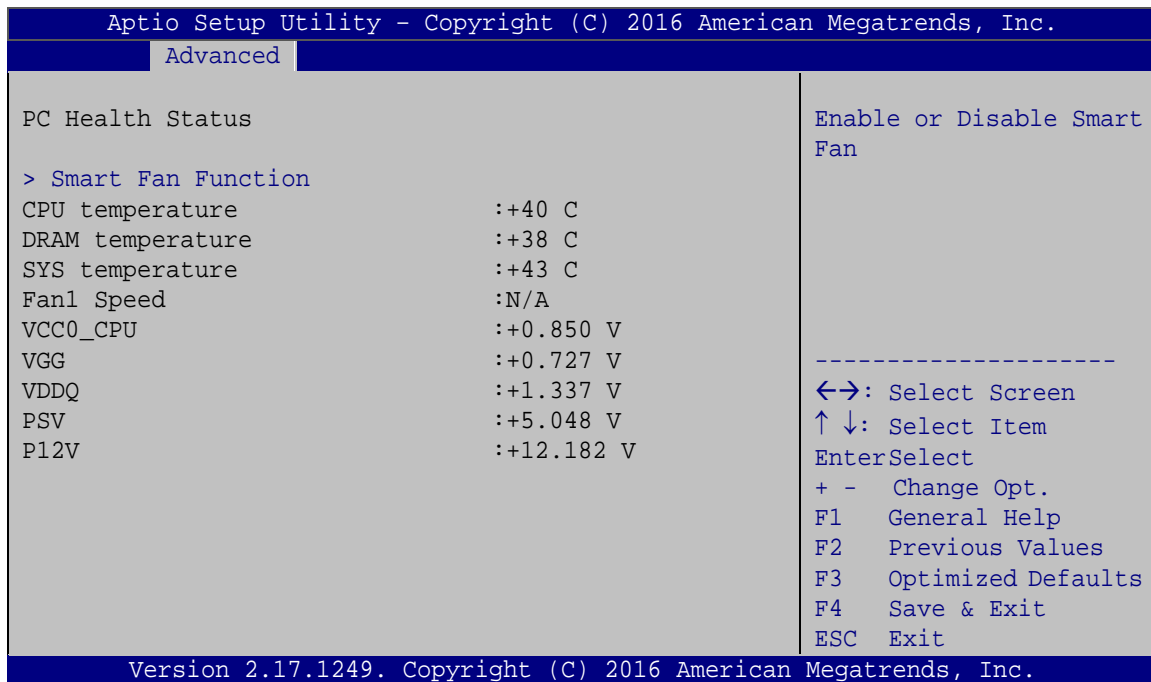 Aptio Setup Utility – Copyright (C) 2016 American Megatrends, Inc.
Advanced
PC Health Status
> Smart Fan Function
CPU temperature :+40 C
DRAM temperature :+38 C
SYS temperature :+43 C
Fan1 Speed :N/A
VCC0_CPU :+0.850 V
VGG :+0.727 V
VDDQ :+1.337 V
PSV :+5.048 V
P12V :+12.182 V
Enable or Disable Smart
Fan
---------------------
←→: Select Screen
↑ ↓: Select Item
EnterSelect
+ - Change Opt.
F1 General Help
F2 Previous Values
F3 Optimized Defaults
F4 Save & Exit
ESC Exit
Version 2.17.1249. Copyright (C) 2016 American Megatrends, Inc.